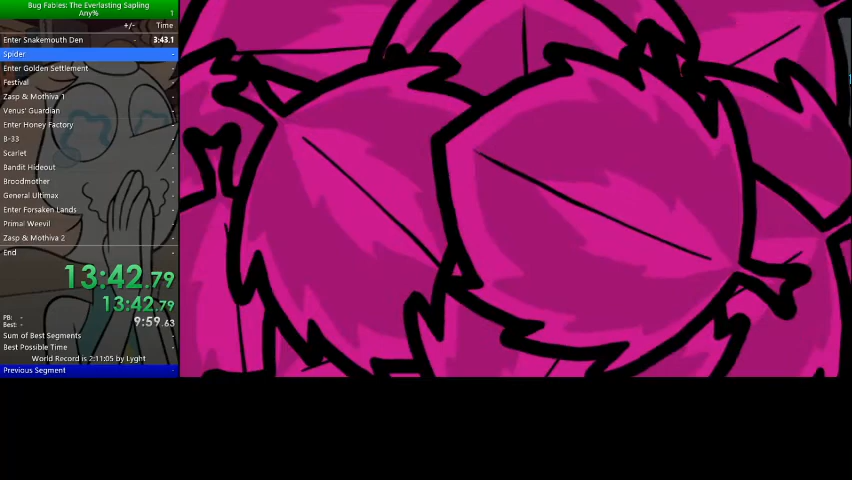 Bug Fables: The Everlasting Sapling
Any% 1
+/- Time
Enter Snakemouth Den - 3:43.1
Spider -
Enter Golden Settlement -
Festival -
Zasp & Mothiva 1 -
Venus' Guardian -
Enter Honey Factory -
B-33 -
Scarlet -
Bandit Hideout -
Broodmother -
General Ultimax -
Enter Forsaken Lands -
Primal Weevil -
Zasp & Mothiva 2 -
End -
13:42.79
13:42.79
PB: -
Best: - 9:59.63
Sum of Best Segments -
Best Possible Time -
World Record is 2:11:05 by Lyght
Previous Segment -